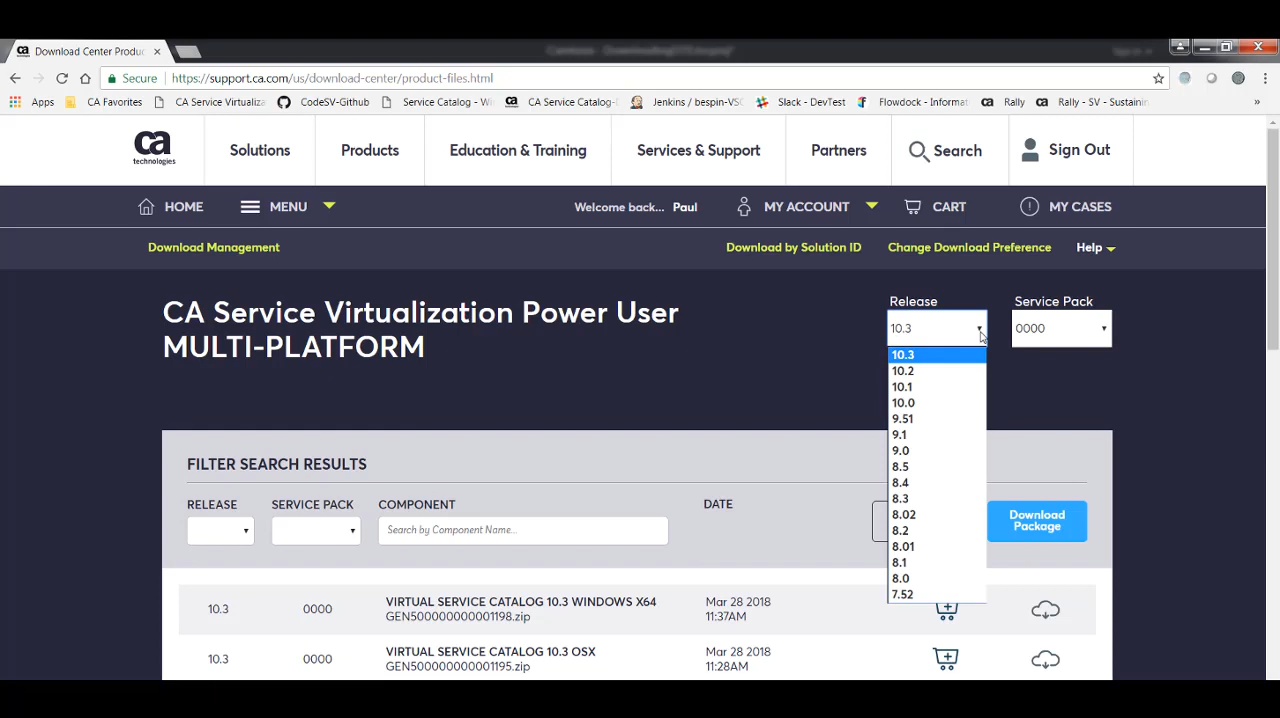 Download Center Produ
Secure
https://support.ca.com/us/download-center/product-files.html
Apps
CA Favorites
CA Service Virtualiza
CodeSV-Github
Service Catalog - Wi
CA Service Catalog-
Jenkins / bespin-VSC
Slack - DevTest
Flowdock - Informat
Rally
Rally - SV - Sustainin
»
ca
technologies
Solutions
Products
Education & Training
Services & Support
Partners
Search
Sign Out
HOME
MENU
Welcome back... Paul
MY ACCOUNT
CART
MY CASES
Download Management
Download by Solution ID
Change Download Preference
Help
CA Service Virtualization Power User
MULTI-PLATFORM
Release
Service Pack
10.3
0000
10.3
10.2
10.1
10.0
9.51
9.1
9.0
8.5
8.4
8.3
8.02
8.2
8.01
8.1
8.0
7.52
FILTER SEARCH RESULTS
RELEASE
SERVICE PACK
COMPONENT
DATE
Search by Component Name...
Download
Package
10.3
0000
VIRTUAL SERVICE CATALOG 10.3 WINDOWS X64
GEN500000000001198.zip
Mar 28 2018
11:37AM
10.3
0000
VIRTUAL SERVICE CATALOG 10.3 OSX
GEN500000000001195.zip
Mar 28 2018
11:28AM